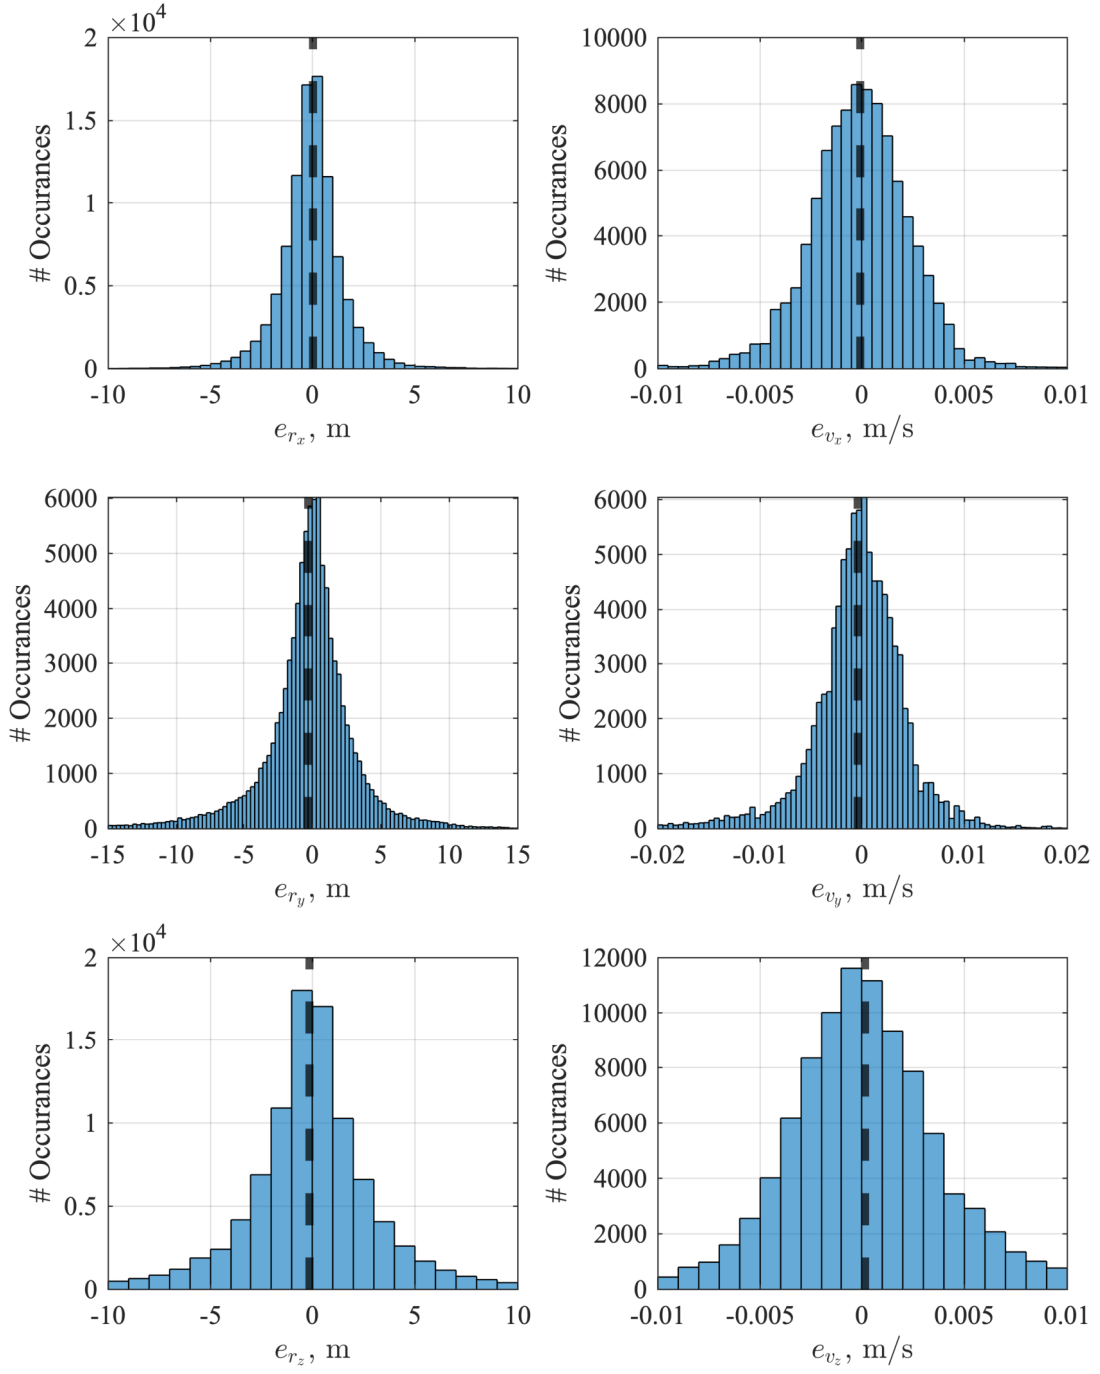 ×10⁴
2
1.5
1
0.5
0
-10 -5 0 5 10
# Occurances
e_{r_x}, m
10000
8000
6000
4000
2000
0
-0.01 -0.005 0 0.005 0.01
# Occurances
e_{v_x}, m/s
6000
5000
4000
3000
2000
1000
0
-15 -10 -5 0 5 10 15
# Occurances
e_{r_y}, m
6000
5000
4000
3000
2000
1000
0
-0.02 -0.01 0 0.01 0.02
# Occurances
e_{v_y}, m/s
×10⁴
2
1.5
1
0.5
0
-10 -5 0 5 10
# Occurances
e_{r_z}, m
12000
10000
8000
6000
4000
2000
0
-0.01 -0.005 0 0.005 0.01
# Occurances
e_{v_z}, m/s